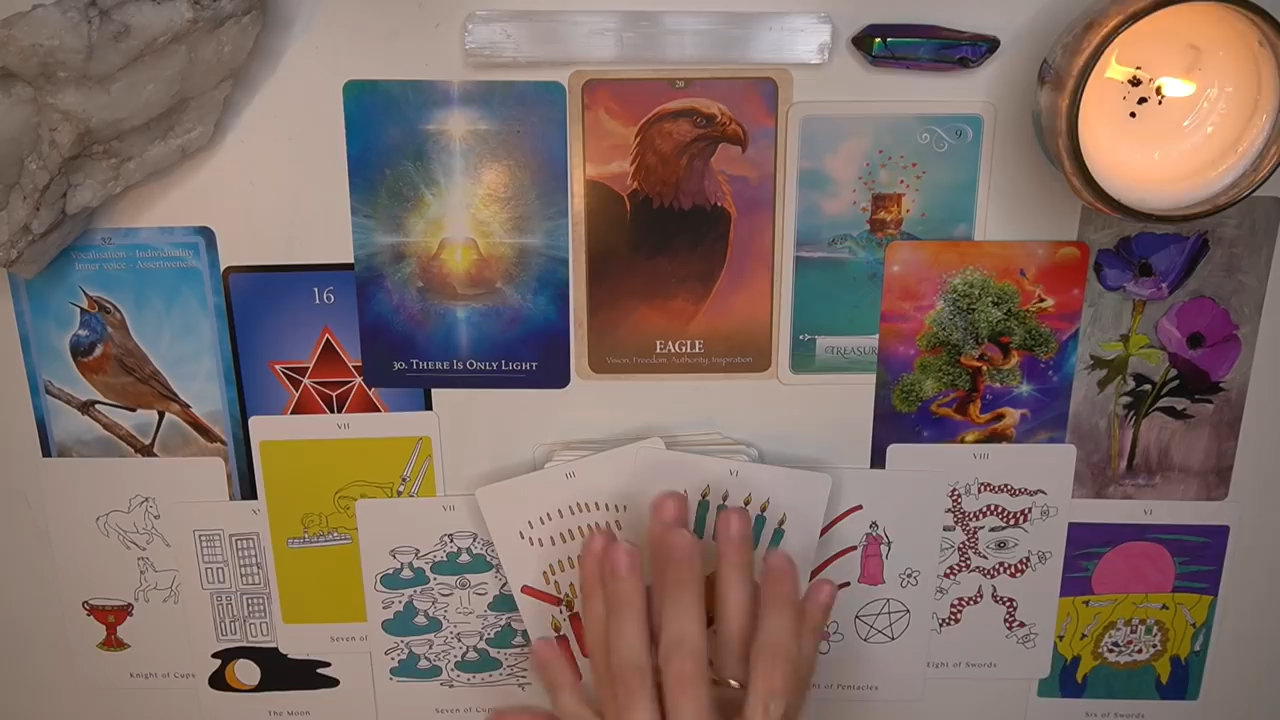 20
9
30. There Is Only Light
EAGLE
Vision, Freedom, Authority, Inspiration
TREASUR
32
Vocalisation - Individuality
Inner voice - Assertiveness
16
VII
Seven of
VII
Seven of Cups
III
VI
VIII
Eight of Swords
VI
Six of Swords
Knight of Cups
The Moon
of Pentacles